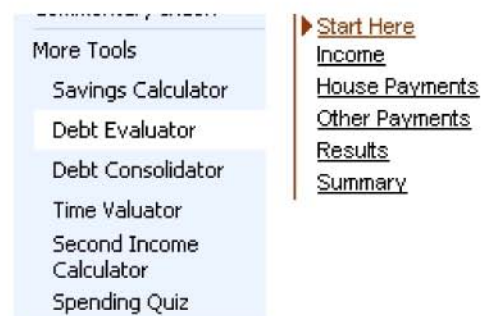 More Tools
Savings Calculator
Debt Evaluator
Debt Consolidator
Time Valuator
Second Income
Calculator
Spending Quiz
Start Here
Income
House Payments
Other Payments
Results
Summary